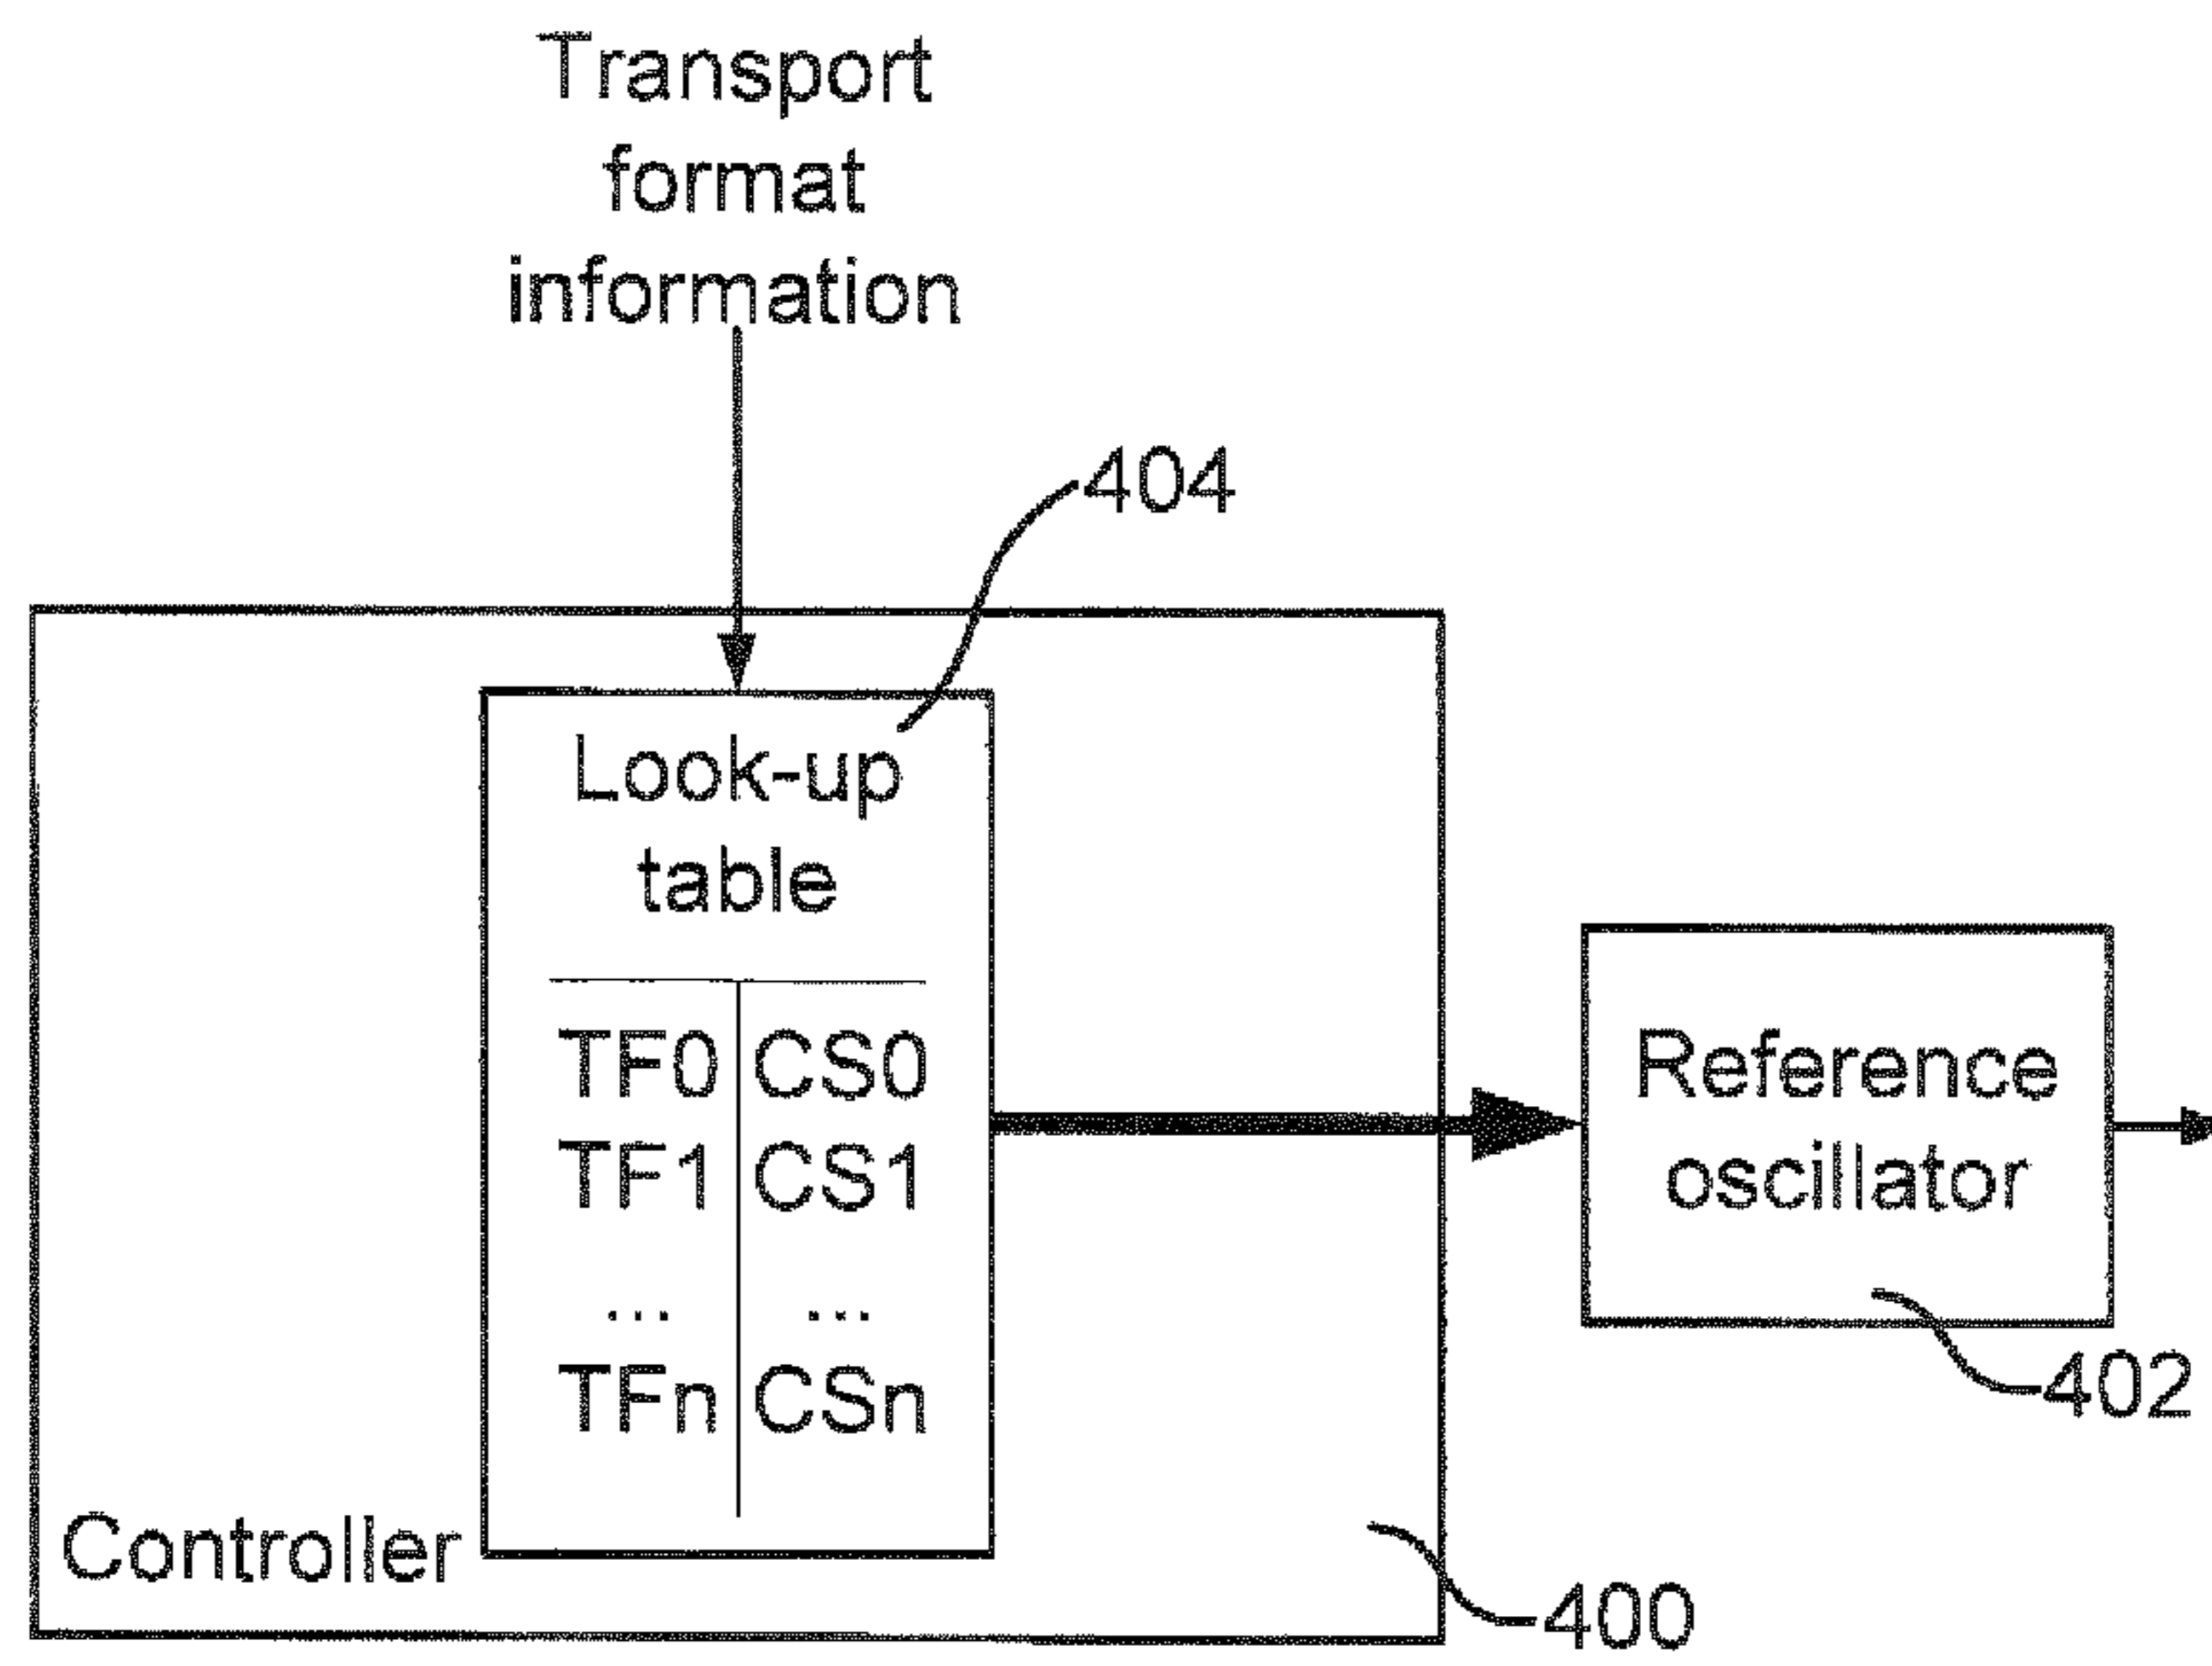 Transport
format
information
404
Look-up
table
TF0 CS0
TF1 CS1
... ...
TFn CSn
Reference
oscillator
402
Controller
400